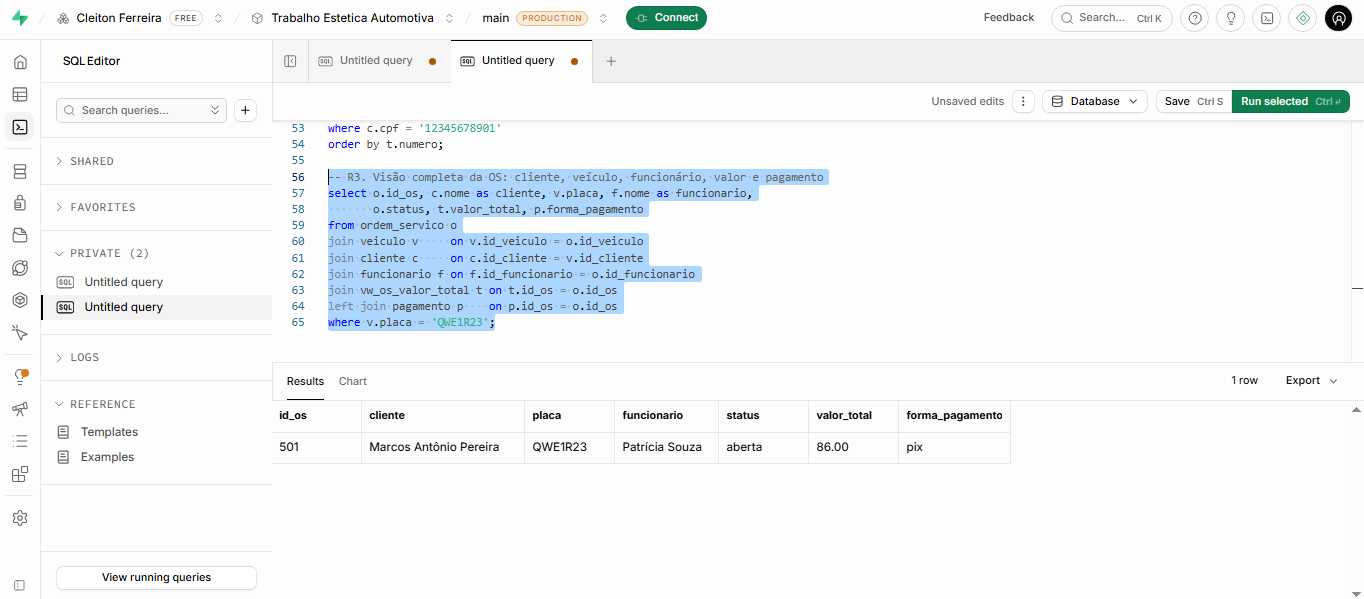 Cleiton Ferreira FREE / Trabalho Estetica Automotiva / main PRODUCTION Connect Feedback Search... Ctrl K
SQL Editor
Untitled query
Untitled query
Search queries...
Unsaved edits Database Save Ctrl S Run selected Ctrl ↵
SHARED
FAVORITES
PRIVATE (2)
Untitled query
Untitled query
LOGS
REFERENCE
Templates
Examples
View running queries
53 where c.cpf = '12345678901'
54 order by t.numero;
55
56 -- R3. Visão completa da OS: cliente, veículo, funcionário, valor e pagamento
57 select o.id_os, c.nome as cliente, v.placa, f.nome as funcionario,
58 o.status, t.valor_total, p.forma_pagamento
59 from ordem_servico o
60 join veiculo v on v.id_veiculo = o.id_veiculo
61 join cliente c on c.id_cliente = v.id_cliente
62 join funcionario f on f.id_funcionario = o.id_funcionario
63 join vw_os_valor_total t on t.id_os = o.id_os
64 left join pagamento p on p.id_os = o.id_os
65 where v.placa = 'QWE1R23';
Results Chart 1 row Export
id_os cliente placa funcionario status valor_total forma_pagamento
501 Marcos Antônio Pereira QWE1R23 Patrícia Souza aberta 86.00 pix